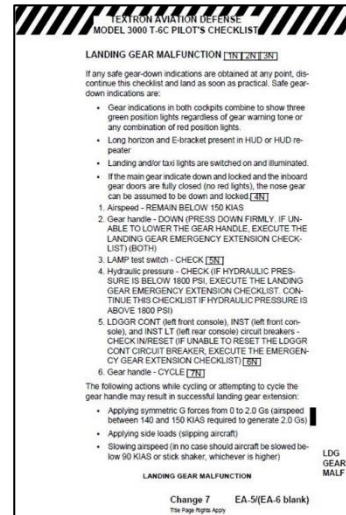 TEXTRON AVIATION DEFENSE
MODEL 3000 T-6C PILOT'S CHECKLIST
LANDING GEAR MALFUNCTION [1N] [2N] [3N]
If any safe gear-down indications are obtained at any point, dis-
continue this checklist and land as soon as practical. Safe gear-
down indications are:
• Gear indications in both cockpits combine to show three
green position lights regardless of gear warning tone or
any combination of red position lights.
• Long horizon and E-bracket present in HUD or HUD re-
peater
• Landing and/or taxi lights are switched on and illuminated.
• If the main gear indicate down and locked and the inboard
gear doors are fully closed (no red lights), the nose gear
can be assumed to be down and locked. [4N]
1. Airspeed - REMAIN BELOW 150 KIAS
2. Gear handle - DOWN (PRESS DOWN FIRMLY. IF UN-
ABLE TO LOWER THE GEAR HANDLE, EXECUTE THE
LANDING GEAR EMERGENCY EXTENSION CHECK-
LIST) (BOTH)
3. LAMP test switch - CHECK [5N]
4. Hydraulic pressure - CHECK (IF HYDRAULIC PRES-
SURE IS BELOW 1800 PSI, EXECUTE THE LANDING
GEAR EMERGENCY EXTENSION CHECKLIST. CON-
TINUE THIS CHECKLIST IF HYDRAULIC PRESSURE IS
ABOVE 1800 PSI)
5. LDGGR CONT (left front console), INST (left front con-
sole), and INST LT (left rear console) circuit breakers -
CHECK IN/RESET (IF UNABLE TO RESET THE LDGGR
CONT CIRCUIT BREAKER, EXECUTE THE EMERGEN-
CY GEAR EXTENSION CHECKLIST) [6N]
6. Gear handle - CYCLE [7N]
The following actions while cycling or attempting to cycle the
gear handle may result in successful landing gear extension:
• Applying symmetric G forces from 0 to 2.0 Gs (airspeed
between 140 and 150 KIAS required to generate 2.0 Gs)
• Applying side loads (slipping aircraft)
• Slowing airspeed (in no case should aircraft be slowed be-
low 90 KIAS or stick shaker, whichever is higher)
LDG
GEAR
MALF
LANDING GEAR MALFUNCTION
Change 7 EA-5/(EA-6 blank)
Title Page Rights Apply